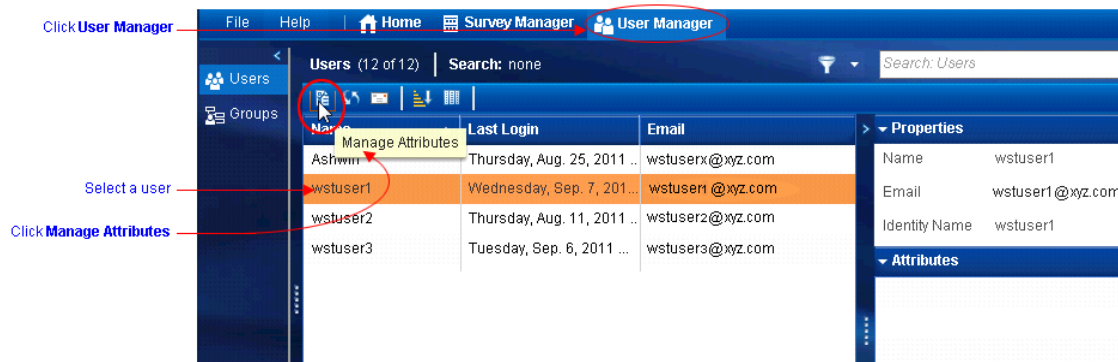 File Help Home Survey Manager User Manager
Click User Manager
Users (12 of 12) Search: none Search: Users
Users
Groups
Name Last Login Email Properties
Manage Attributes
Ashwin Thursday, Aug. 25, 2011 .. wstuserx@xyz.com Name wstuser1
Select a user
wstuser1 Wednesday, Sep. 7, 201... wstuser1 @xyz.com Email wstuser1@xyz.com
wstuser2 Thursday, Aug. 11, 2011 .. wstuser2@xyz.com Identity Name wstuser1
Click Manage Attributes
wstuser3 Tuesday, Sep. 6, 2011 ... wstuser3@xyz.com Attributes